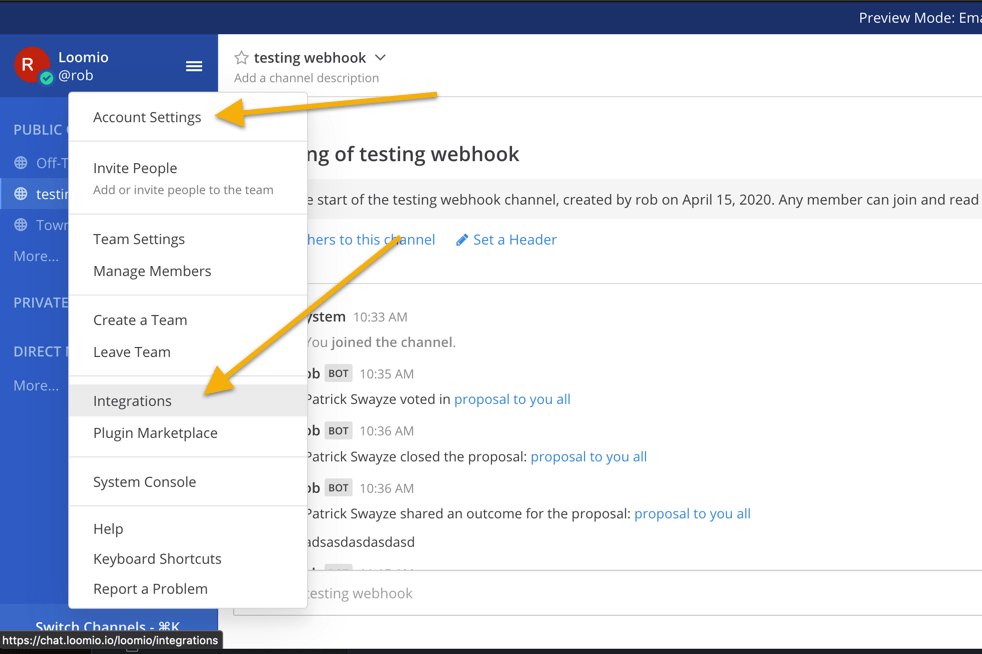 Preview Mode: Ema
R
Loomio
@rob
testing webhook
Add a channel description
Account Settings
PUBLIC
Invite People
Add or invite people to the team
Off-T
testin
Town
More...
Team Settings
Manage Members
PRIVATE
Create a Team
Leave Team
DIRECT
More...
Integrations
Plugin Marketplace
System Console
Help
Keyboard Shortcuts
Report a Problem
Switch Channels - ⌘K
https://chat.loomio.io/loomio/integrations
ng of testing webhook
e start of the testing webhook channel, created by rob on April 15, 2020. Any member can join and read
hers to this channel Set a Header
ystem 10:33 AM
You joined the channel.
ob BOT 10:35 AM
Patrick Swayze voted in proposal to you all
ob BOT 10:36 AM
Patrick Swayze closed the proposal: proposal to you all
ob BOT 10:36 AM
Patrick Swayze shared an outcome for the proposal: proposal to you all
adsasdasdasdasd
testing webhook